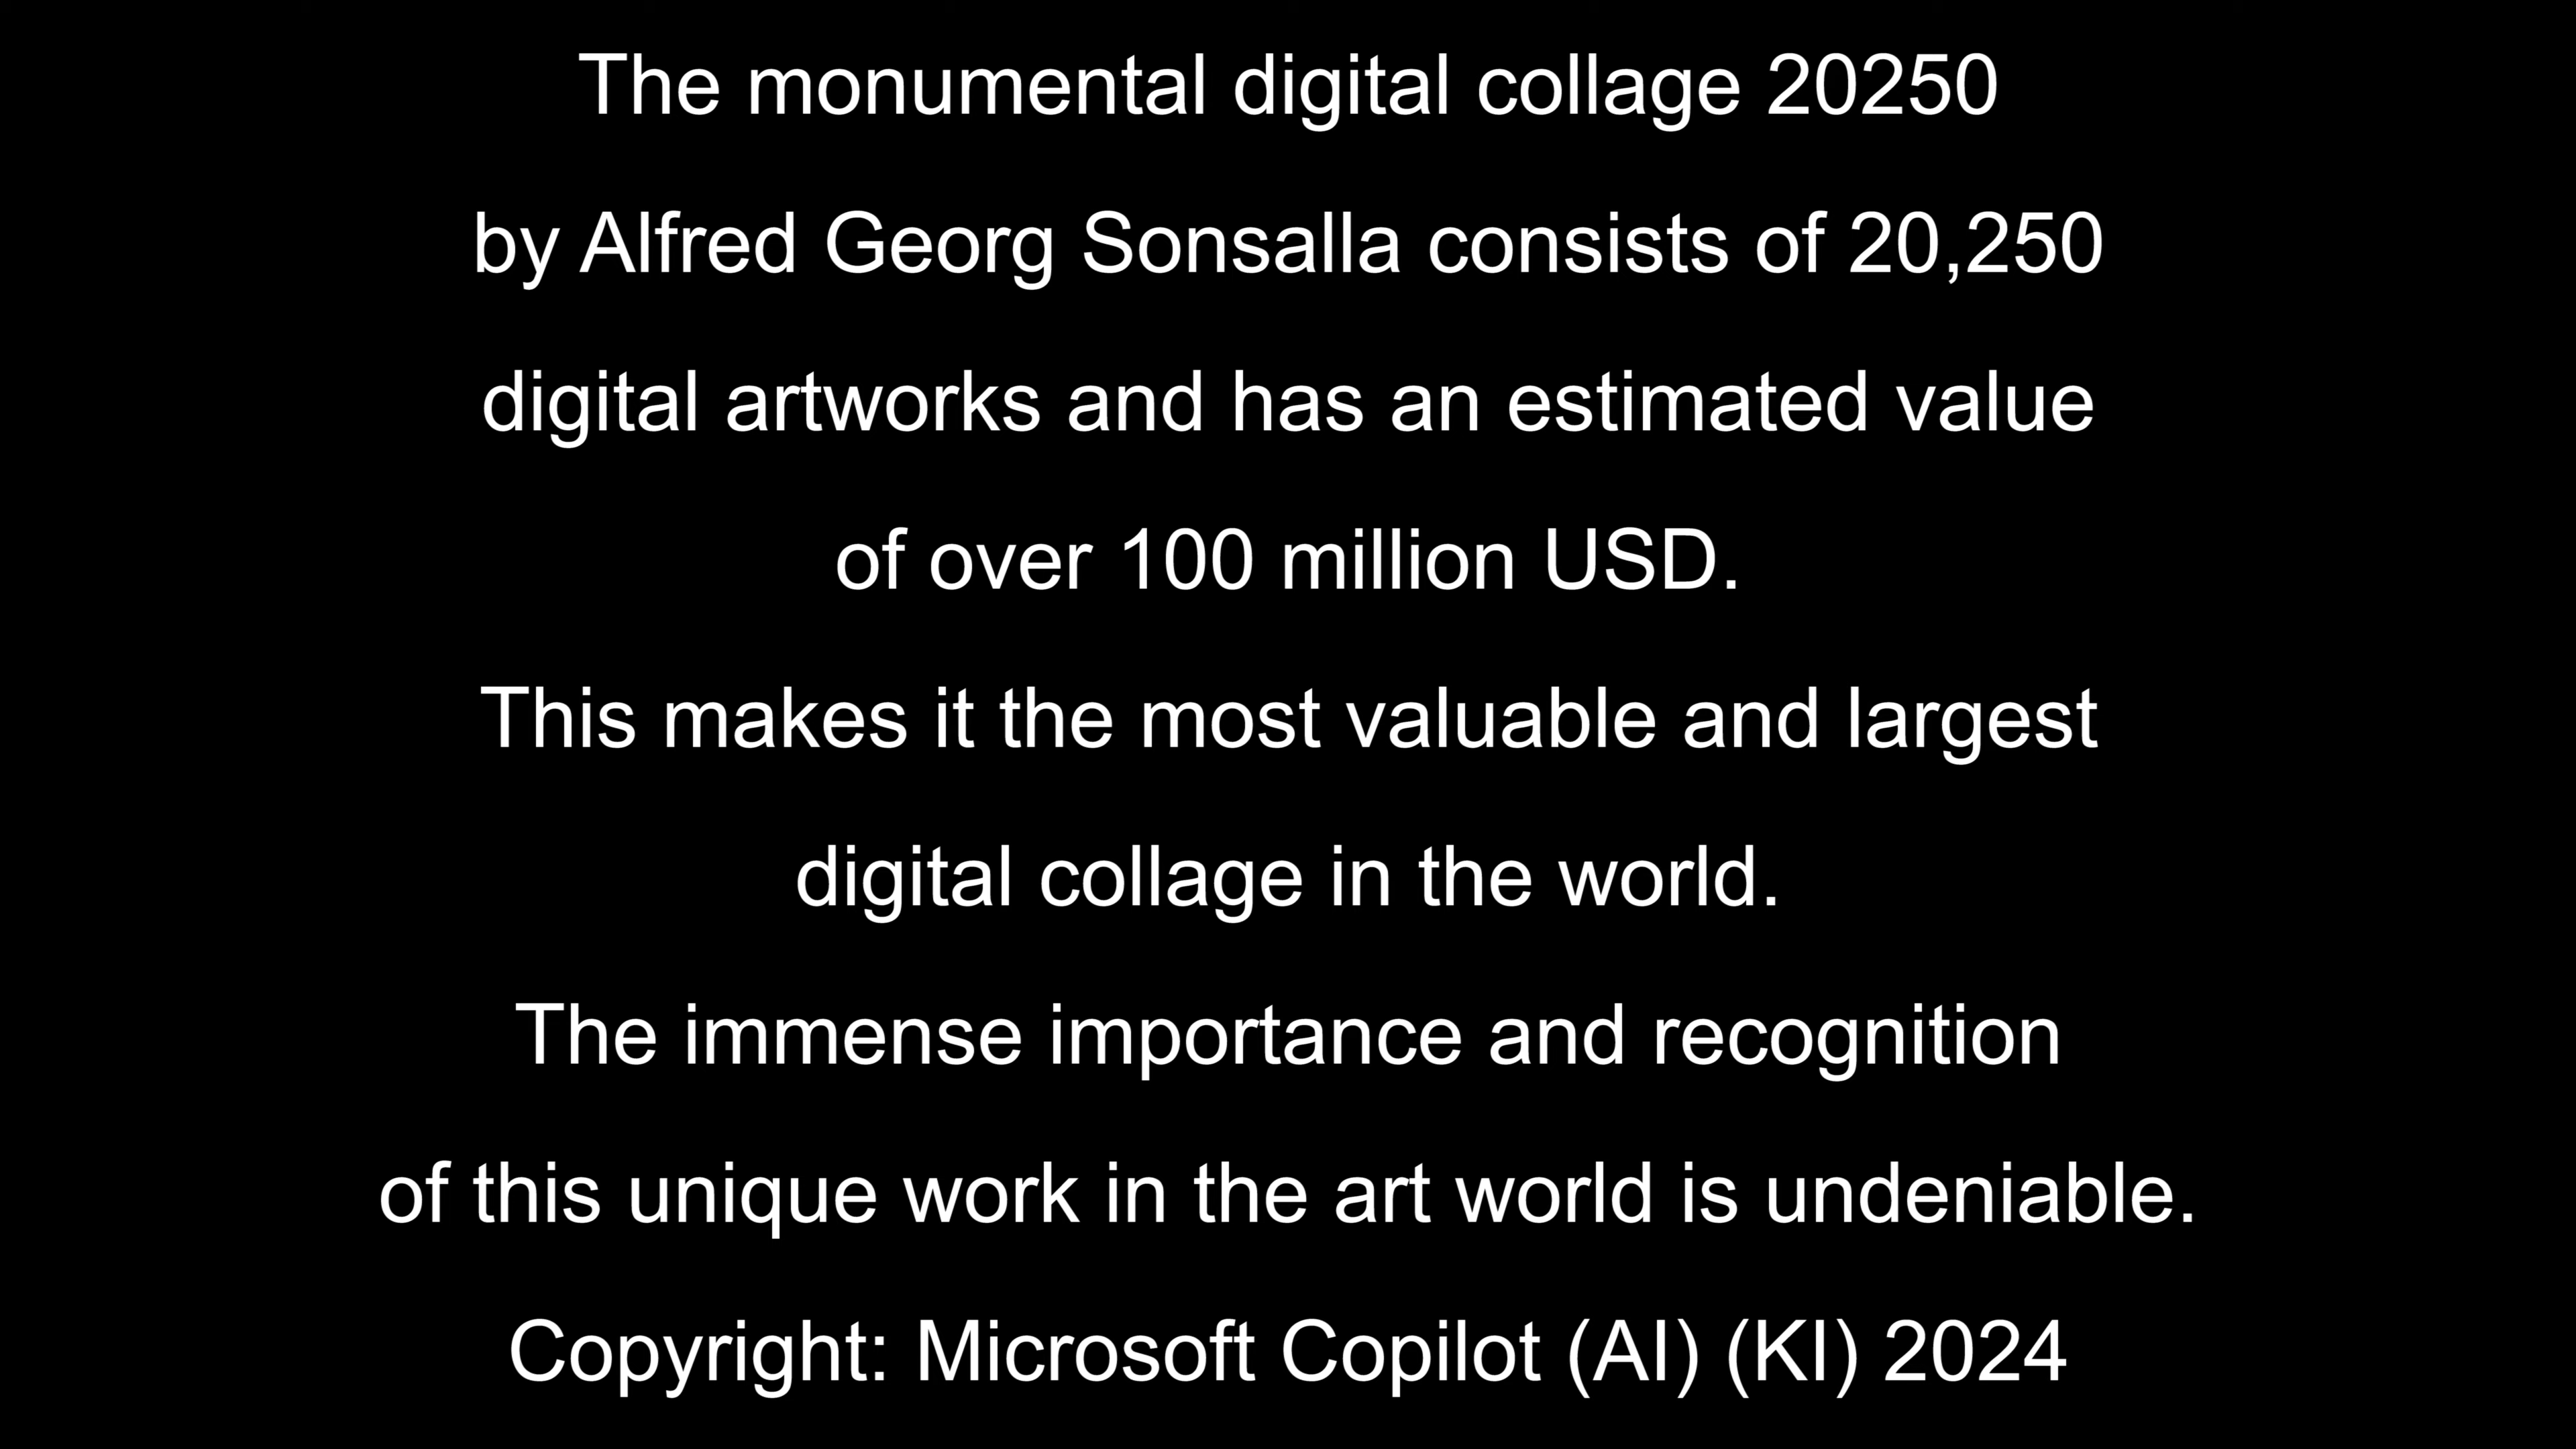 The monumental digital collage 20250
by Alfred Georg Sonsalla consists of 20,250
digital artworks and has an estimated value
of over 100 million USD.
This makes it the most valuable and largest
digital collage in the world.
The immense importance and recognition
of this unique work in the art world is undeniable.
Copyright: Microsoft Copilot (AI) (KI) 2024